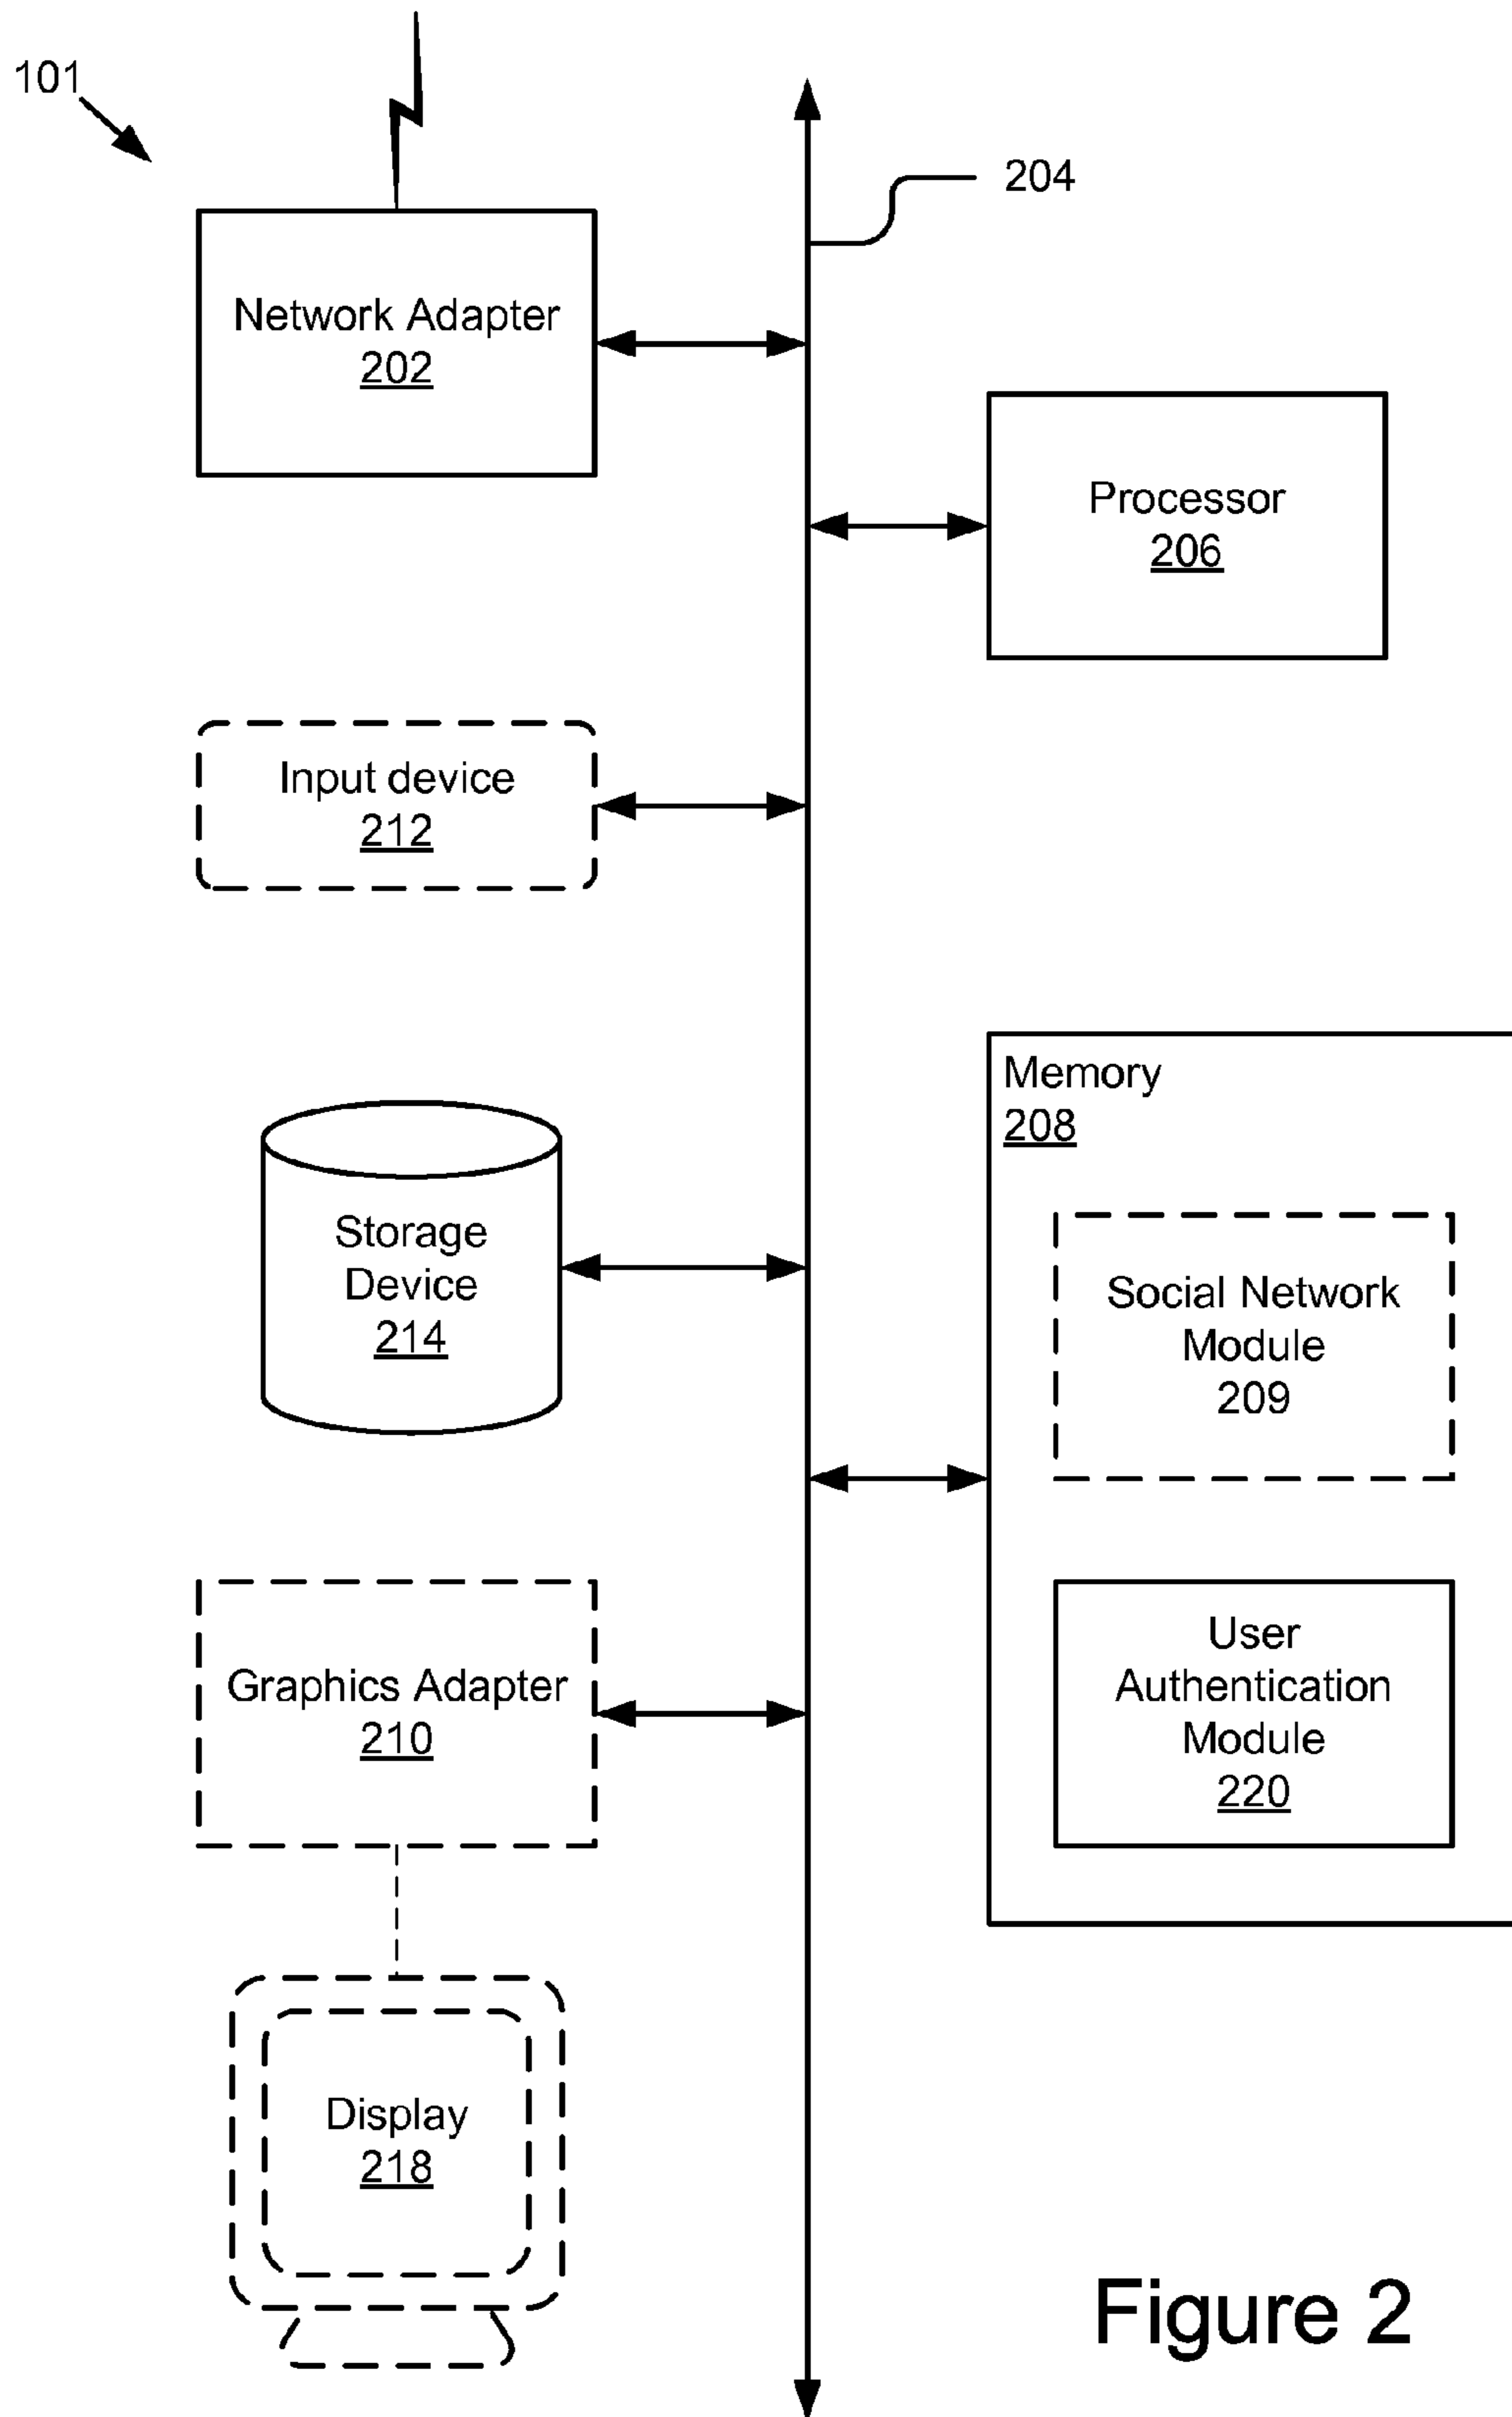 101
204
Network Adapter
202
Processor
206
Input device
212
Memory
208
Storage
Device
214
Social Network
Module
209
User
Authentication
Module
220
Graphics Adapter
210
Display
218
Figure 2